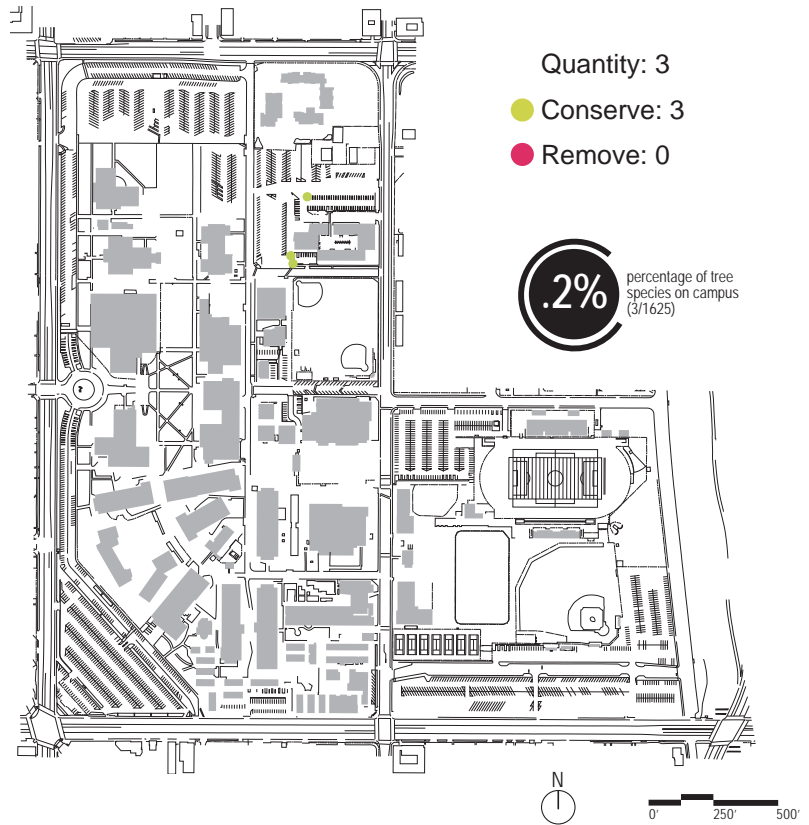 Quantity: 3
Conserve: 3
Remove: 0
.2%
percentage of tree
species on campus
(3/1625)
N
0' 250' 500'